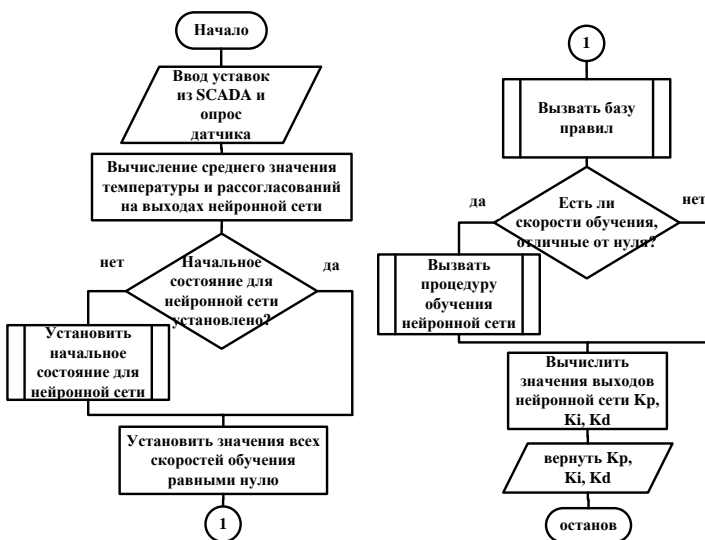 Начало
Ввод уставок
из SCADA и
опрос
датчика
Вычисление среднего значения
температуры и рассогласований
на выходах нейронной сети
Начальное
состояние для
нейронной сети
установлено?
нет
да
Установить
начальное
состояние для
нейронной сети
Установить значения всех
скоростей обучения
равными нулю
1
1
Вызвать базу
правил
Есть ли
скорости обучения,
отличные от нуля?
да
нет
Вызвать
процедуру
обучения
нейронной сети
Вычислить
значения выходов
нейронной сети Kp,
Ki, Kd
вернуть Kp,
Ki, Kd
останов